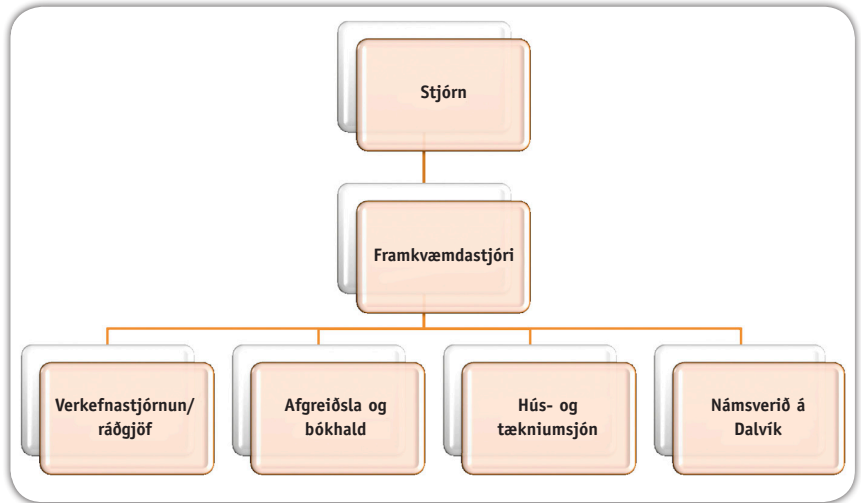 Stjórn
Framkvæmdastjóri
Verkefnastjórnun/
ráðgjöf
Afgreiðsla og
bókhald
Hús- og
tækniumsjón
Námsverið á
Dalvík